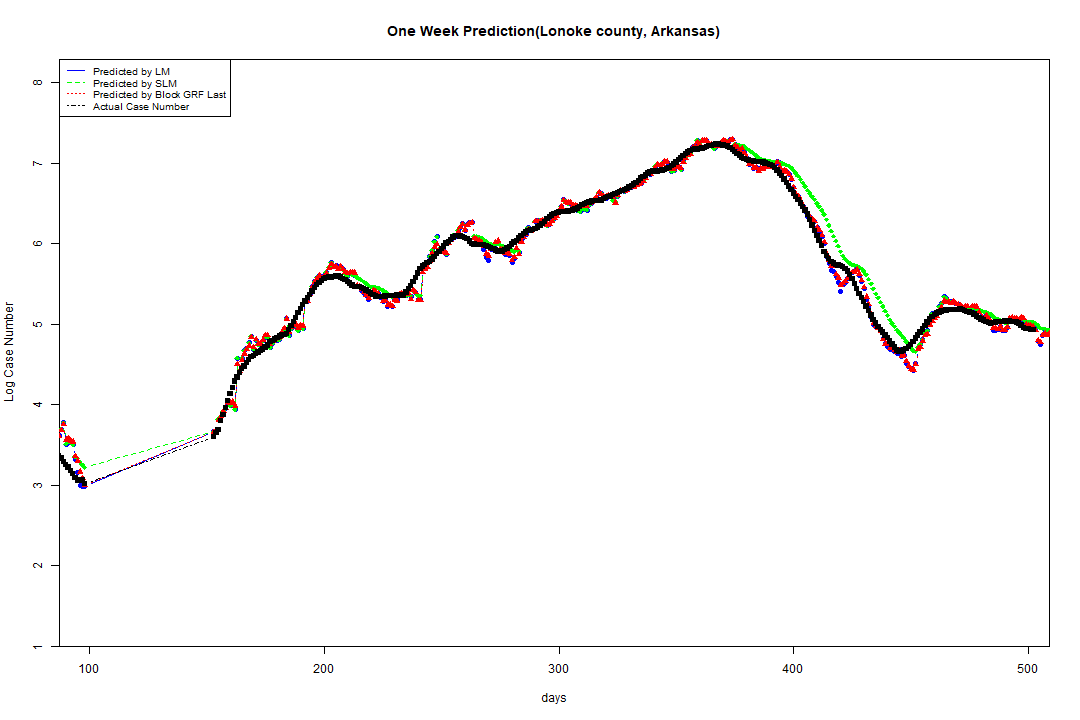 One Week Prediction(Lonoke county, Arkansas)
Predicted by LM
Predicted by SLM
Predicted by Block GRF Last
Actual Case Number
8
7
6
5
4
3
2
1
Log Case Number
100 200 300 400 500
days